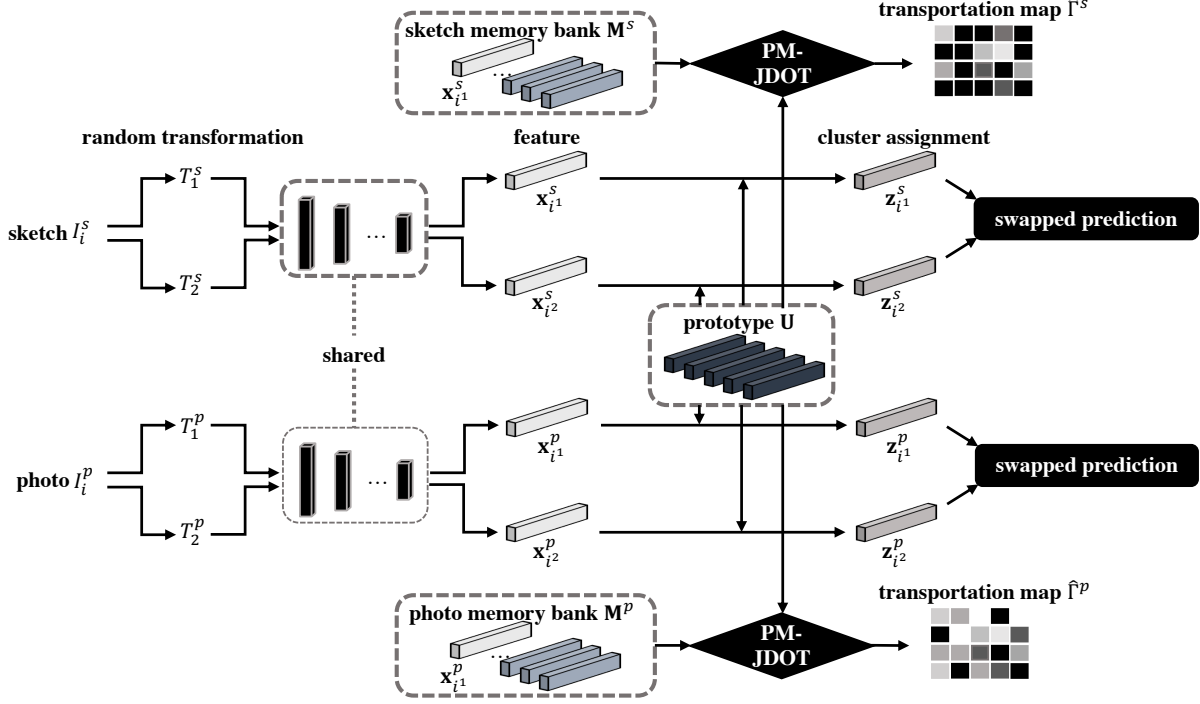 transportation map Γ^s
sketch memory bank M^s
...
x_{i^1}^s
PM-
JDOT
random transformation
feature
cluster assignment
T_1^s
x_{i^1}^s
z_{i^1}^s
sketch I_i^s
...
swapped prediction
T_2^s
x_{i^2}^s
z_{i^2}^s
prototype U
shared
T_1^p
x_{i^1}^p
z_{i^1}^p
photo I_i^p
...
swapped prediction
T_2^p
x_{i^2}^p
z_{i^2}^p
transportation map Γ̂^p
photo memory bank M^p
...
x_{i^1}^p
PM-
JDOT